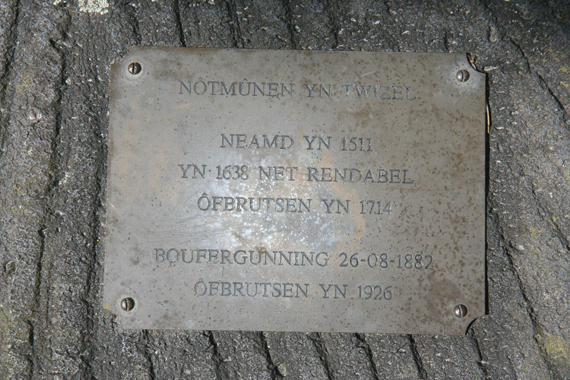 NÔTMÛNEN YN TWIZEL
NEAMD YN 1511
YN 1638 NET RENDABEL
ÔFBRUTSEN YN 1714
BOUFERGUNNING 26-08-1882
ÔFBRUTSEN YN 1926